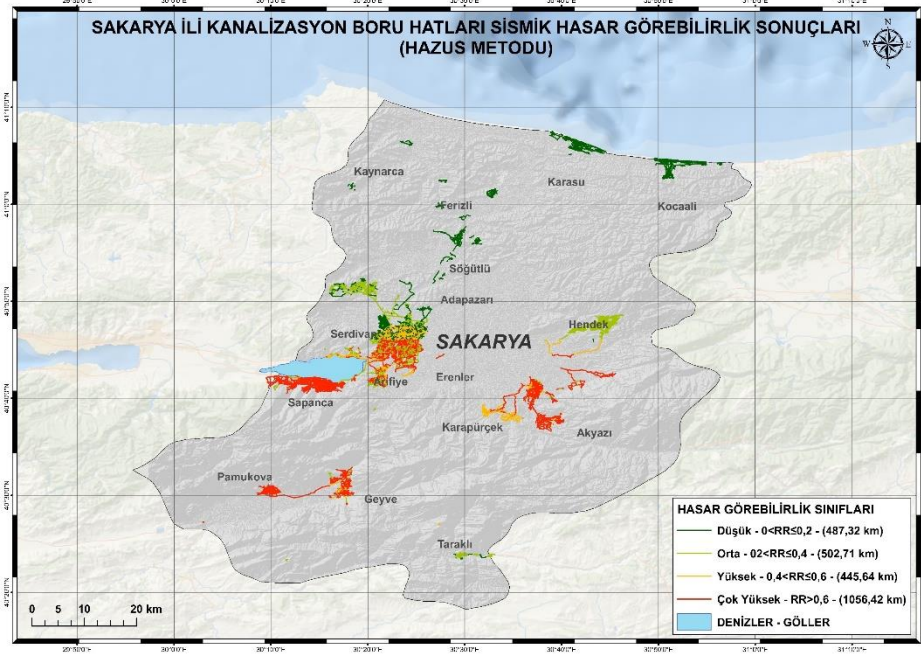 SAKARYA İLİ KANALİZASYON BORU HATLARI SİSMİK HASAR GÖREBİLİRLİK SONUÇLARI
(HAZUS METODU)
N
W
E
S
Kaynarca
Karasu
Ferizli
Kocaali
Söğütlü
Adapazarı
Serdivan
SAKARYA
Hendek
Arifiye
Erenler
Sapanca
Karapürçek
Akyazı
Pamukova
Geyve
Taraklı
HASAR GÖREBİLİRLİK SINIFLARI
Düşük - 0<RR≤0,2 - (487,32 km)
Orta - 02<RR≤0,4 - (502,71 km)
Yüksek - 0,4<RR≤0,6 - (445,64 km)
Çok Yüksek - RR>0,6 - (1056,42 km)
DENİZLER - GÖLLER
0 5 10 20 km